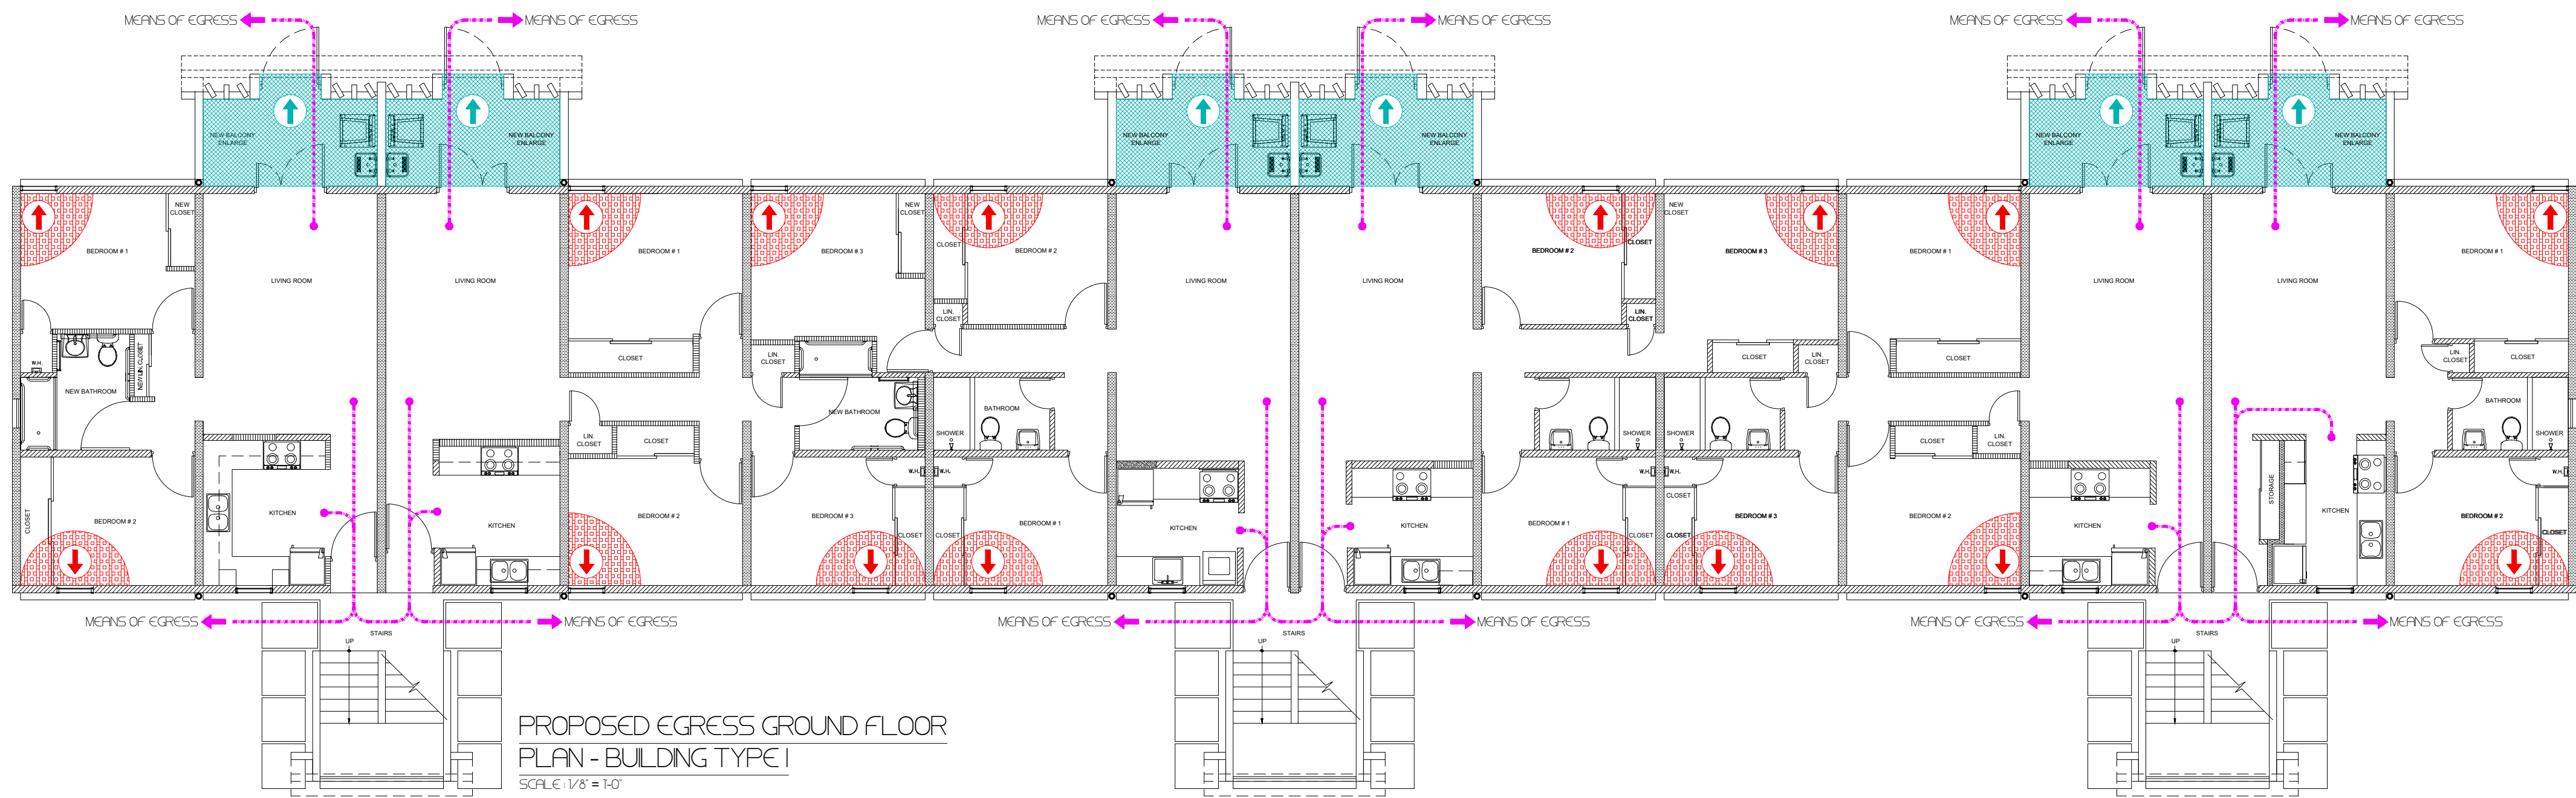 MEANS OF EGRESS
MEANS OF EGRESS
MEANS OF EGRESS
MEANS OF EGRESS
MEANS OF EGRESS
MEANS OF EGRESS
NEW BALCONY
ENLARGE
NEW BALCONY
ENLARGE
NEW BALCONY
ENLARGE
NEW BALCONY
ENLARGE
NEW BALCONY
ENLARGE
NEW BALCONY
ENLARGE
NEW
CLOSET
NEW
CLOSET
NEW
CLOSET
BEDROOM # 1
LIVING ROOM
LIVING ROOM
BEDROOM # 1
BEDROOM # 3
CLOSET
BEDROOM # 2
LIVING ROOM
LIVING ROOM
BEDROOM # 2
CLOSET
BEDROOM # 3
BEDROOM # 1
LIVING ROOM
LIVING ROOM
BEDROOM # 1
LIN.
CLOSET
LIN.
CLOSET
W.H.
NEW LIN. CLOSET
NEW BATHROOM
CLOSET
LIN.
CLOSET
NEW BATHROOM
CLOSET
LIN.
CLOSET
CLOSET
LIN.
CLOSET
CLOSET
BATHROOM
SHOWER
SHOWER
SHOWER
BATHROOM
SHOWER
LIN.
CLOSET
CLOSET
CLOSET
LIN.
CLOSET
W.H.
W.H.
W.H.
W.H.
W.H.
CLOSET
BEDROOM # 2
KITCHEN
KITCHEN
BEDROOM # 2
BEDROOM # 3
CLOSET
CLOSET
BEDROOM # 1
KITCHEN
KITCHEN
BEDROOM # 1
CLOSET
CLOSET
CLOSET
BEDROOM # 3
BEDROOM # 2
KITCHEN
STORAGE
KITCHEN
BEDROOM # 2
CLOSET
MEANS OF EGRESS
MEANS OF EGRESS
MEANS OF EGRESS
MEANS OF EGRESS
MEANS OF EGRESS
MEANS OF EGRESS
STAIRS
UP
STAIRS
UP
STAIRS
UP
PROPOSED EGRESS GROUND FLOOR
PLAN - BUILDING TYPE I
SCALE : 1/8" = 1'-0"